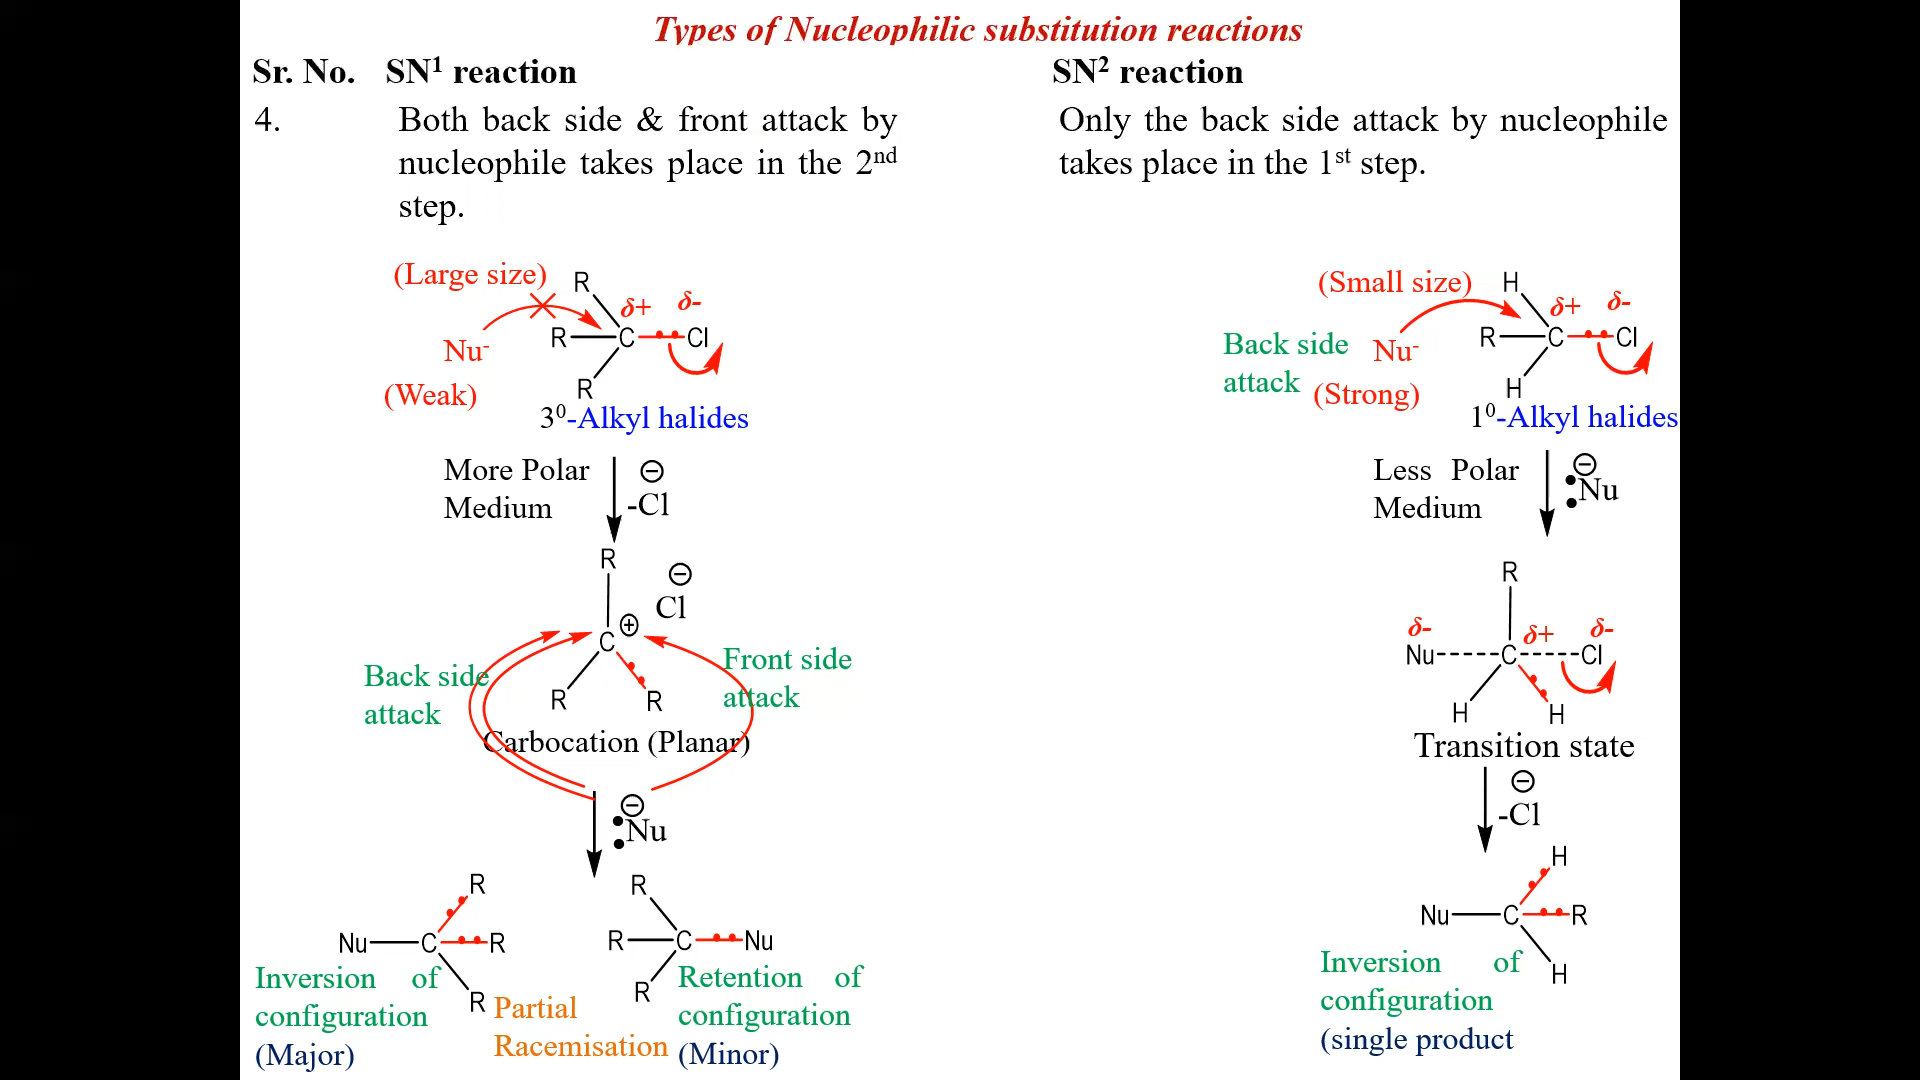 Types of Nucleophilic substitution reactions
Sr. No. SN¹ reaction SN² reaction
4. Both back side & front attack by
nucleophile takes place in the 2nd
step.
Only the back side attack by nucleophile
takes place in the 1st step.
(Large size)
R
δ+ δ-
R C Cl
Nu-
(Weak)
R
3⁰-Alkyl halides
More Polar
Medium
⊖
-Cl
R
⊖
Cl
⊕
C
Back side
attack
Front side
attack
R R
Carbocation (Planar)
⊖
:Nu
R
Nu C R
R
Inversion of
configuration
(Major)
Partial
Racemisation
R
R C Nu
R
Retention of
configuration
(Minor)
(Small size)
H
δ+ δ-
R C Cl
Back side
attack
Nu-
(Strong)
H
1⁰-Alkyl halides
Less Polar
Medium
⊖
:Nu
R
δ- δ+ δ-
Nu C Cl
H H
Transition state
⊖
-Cl
H
Nu C R
H
Inversion of
configuration
(single product